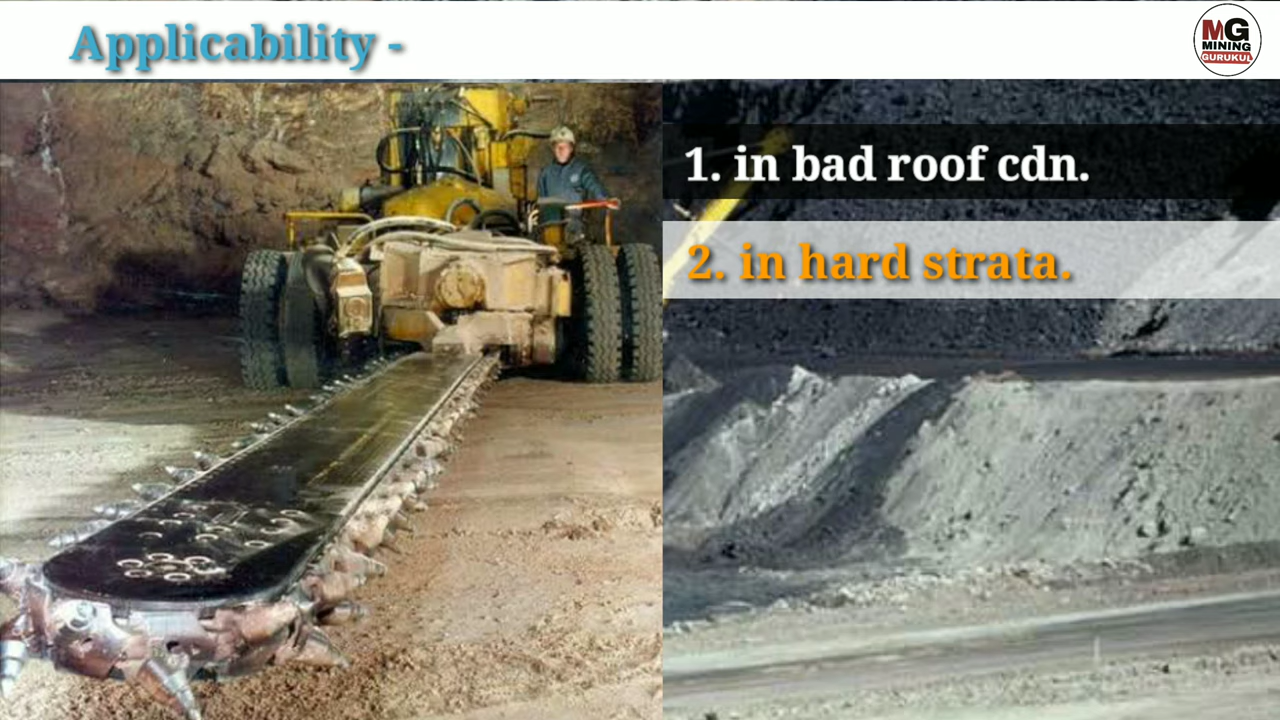 Applicability -
MG
MINING
GURUKUL
1. in bad roof cdn.
2. in hard strata.